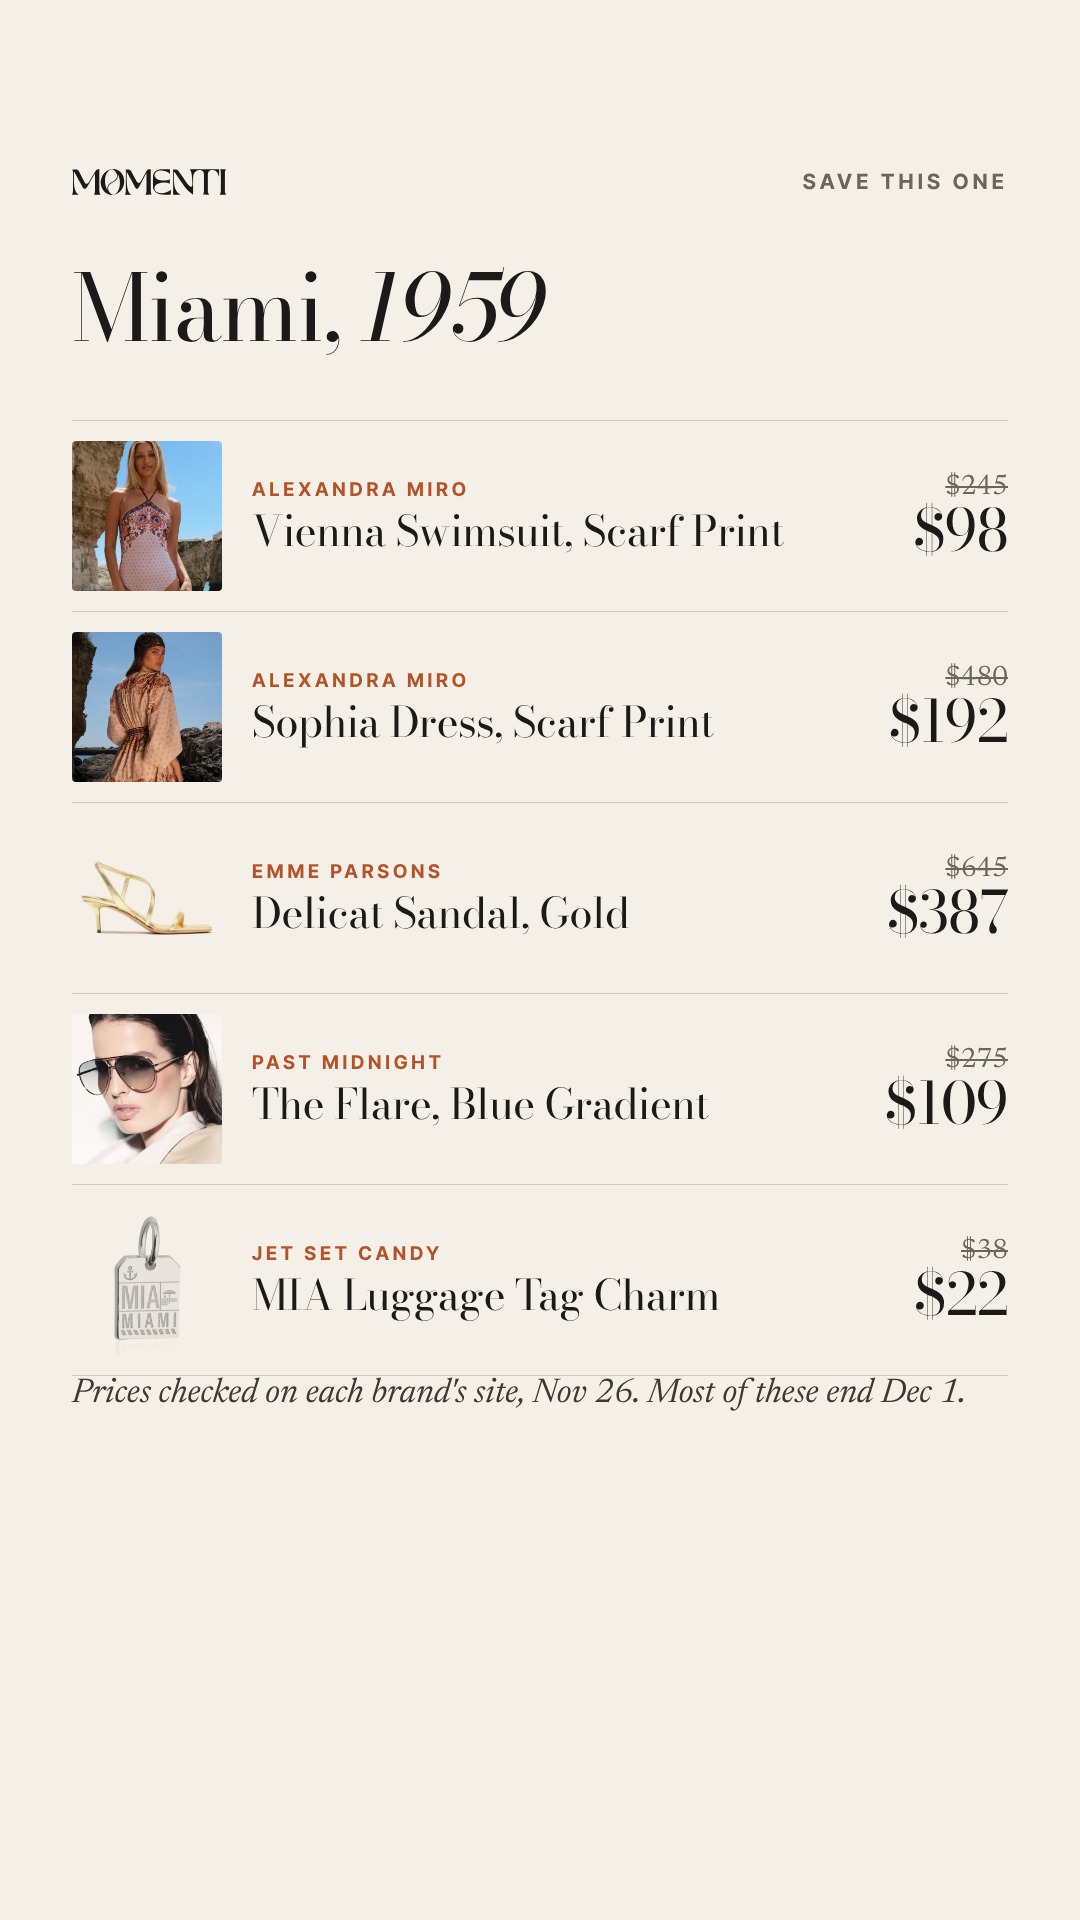 MØMENTI
SAVE THIS ONE
Miami, 1959
ALEXANDRA MIRO
Vienna Swimsuit, Scarf Print
$245
$98
ALEXANDRA MIRO
Sophia Dress, Scarf Print
$480
$192
EMME PARSONS
Delicat Sandal, Gold
$645
$387
PAST MIDNIGHT
The Flare, Blue Gradient
$275
$109
MIA
MIAMI
JET SET CANDY
MIA Luggage Tag Charm
$38
$22
Prices checked on each brand's site, Nov 26. Most of these end Dec 1.